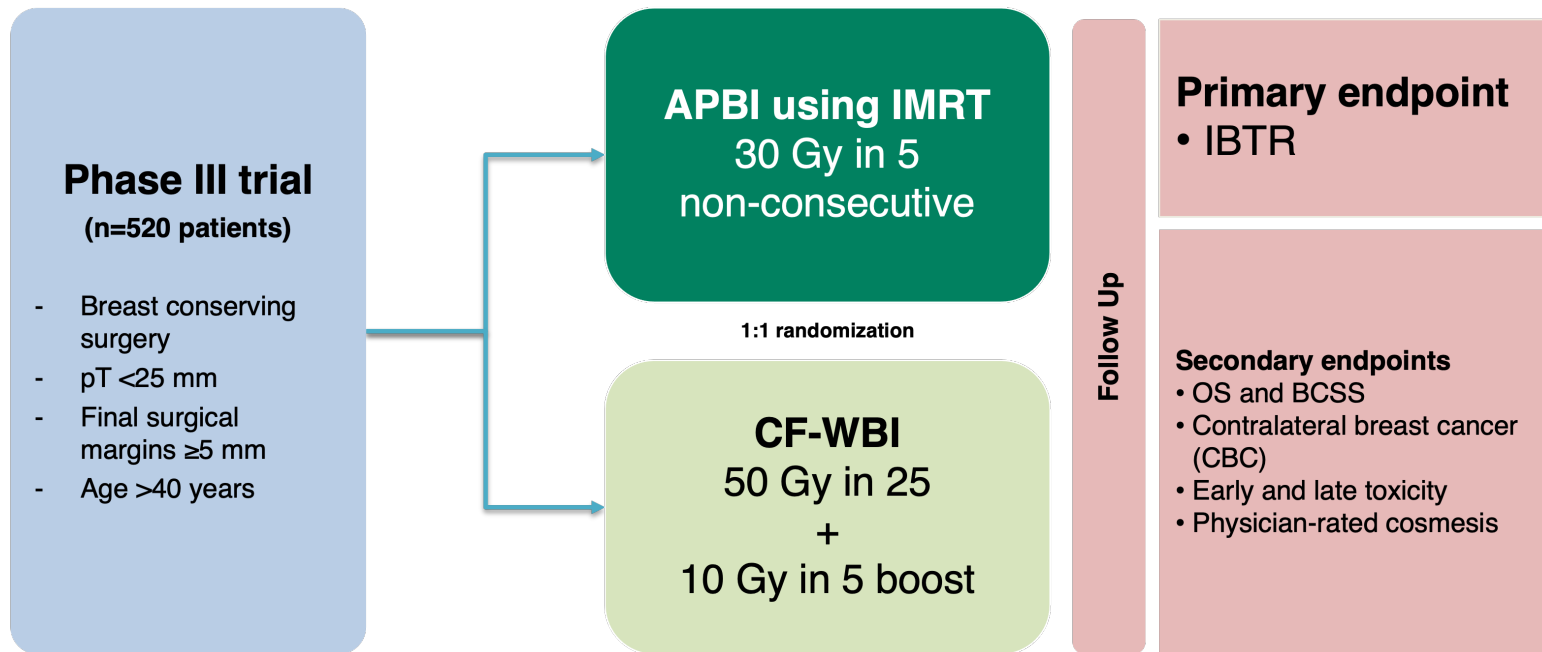 Phase III trial
(n=520 patients)
- Breast conserving
surgery
- pT <25 mm
- Final surgical
margins ≥5 mm
- Age >40 years
APBI using IMRT
30 Gy in 5
non-consecutive
1:1 randomization
CF-WBI
50 Gy in 25
+
10 Gy in 5 boost
Follow Up
Primary endpoint
• IBTR
Secondary endpoints
• OS and BCSS
• Contralateral breast cancer
(CBC)
• Early and late toxicity
• Physician-rated cosmesis